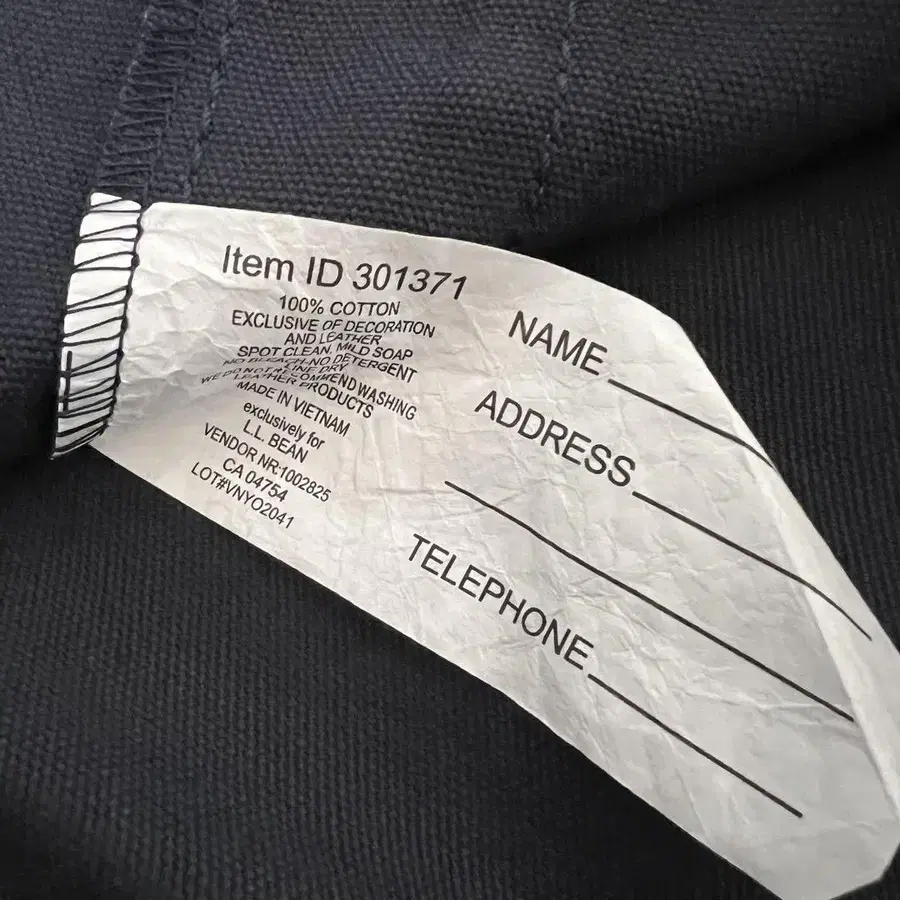 Item ID 301371
100% COTTON
EXCLUSIVE OF DECORATION
AND LEATHER
SPOT CLEAN, MILD SOAP
NO BLEACH-NO DETERGENT
LINE DRY
WE DO NOT RECOMMEND WASHING
LEATHER PRODUCTS
MADE IN VIETNAM
exclusively for
L.L. BEAN
VENDOR NR:1002825
CA 04754
LOT#VNYO2041
NAME
ADDRESS
TELEPHONE